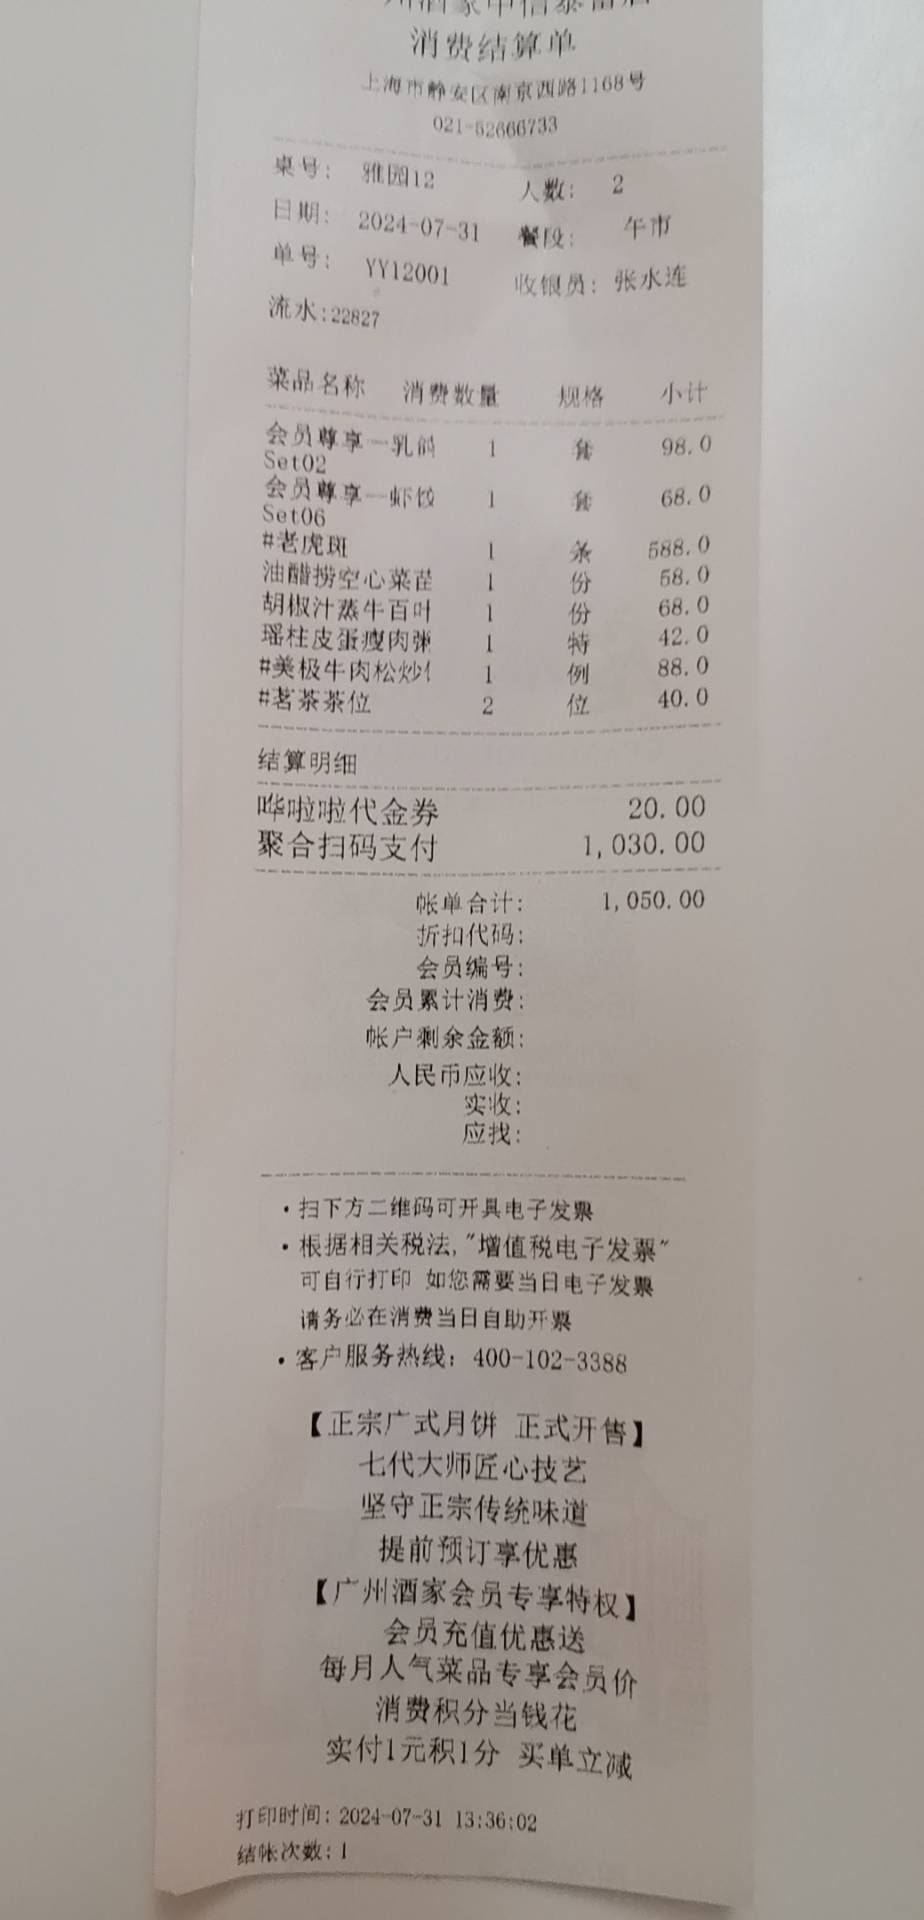 州酒家中信泰富店
消费结算单
上海市静安区南京西路1168号
021-52666733
桌号: 雅园12 人数: 2
日期: 2024-07-31 餐段: 午市
单号: YY12001 收银员: 张水连
流水:22827
菜品名称 消费数量 规格 小计
会员尊享一乳鸽 1 套 98.0
Set02
会员尊享一虾饺 1 套 68.0
Set06
#老虎斑 1 条 588.0
油醋捞空心菜苗 1 份 58.0
胡椒汁蒸牛百叶 1 份 68.0
瑶柱皮蛋瘦肉粥 1 特 42.0
#美极牛肉松炒 1 例 88.0
#茗茶茶位 2 位 40.0
结算明细
哗啦啦代金券 20.00
聚合扫码支付 1,030.00
帐单合计: 1,050.00
折扣代码:
会员编号:
会员累计消费:
帐户剩余金额:
人民币应收:
实收:
应找:
·扫下方二维码可开具电子发票
·根据相关税法,"增值税电子发票"
可自行打印 如您需要当日电子发票
请务必在消费当日自助开票
·客户服务热线: 400-102-3388
【正宗广式月饼 正式开售】
七代大师匠心技艺
坚守正宗传统味道
提前预订享优惠
【广州酒家会员专享特权】
会员充值优惠送
每月人气菜品专享会员价
消费积分当钱花
实付1元积1分 买单立减
打印时间: 2024-07-31 13:36:02
结帐次数: 1